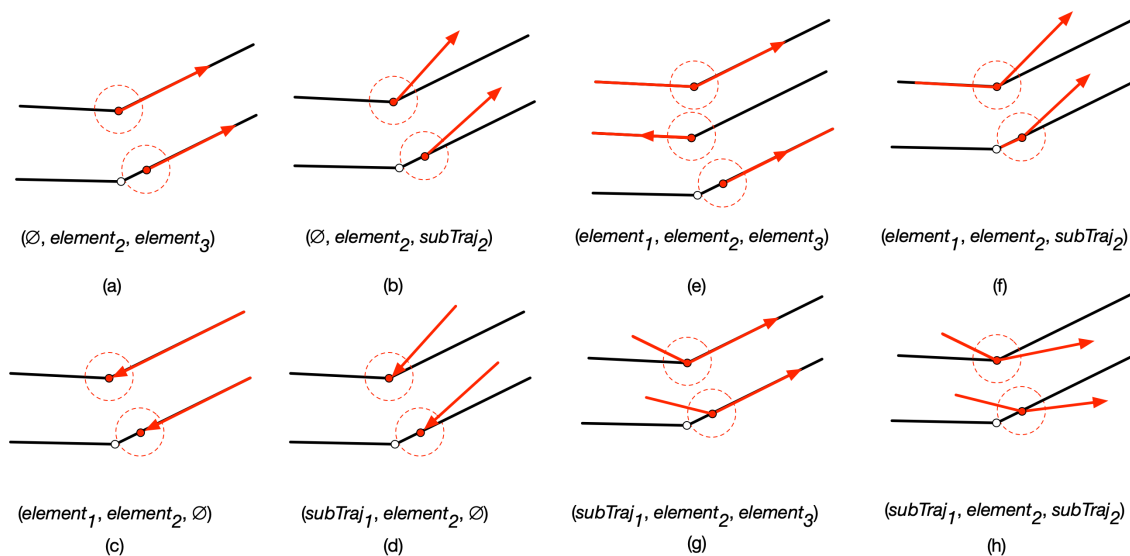 (∅, element₂, element₃)
(∅, element₂, subTraj₂)
(element₁, element₂, element₃)
(element₁, element₂, subTraj₂)
(a)
(b)
(e)
(f)
(element₁, element₂, ∅)
(subTraj₁, element₂, ∅)
(subTraj₁, element₂, element₃)
(subTraj₁, element₂, subTraj₂)
(c)
(d)
(g)
(h)